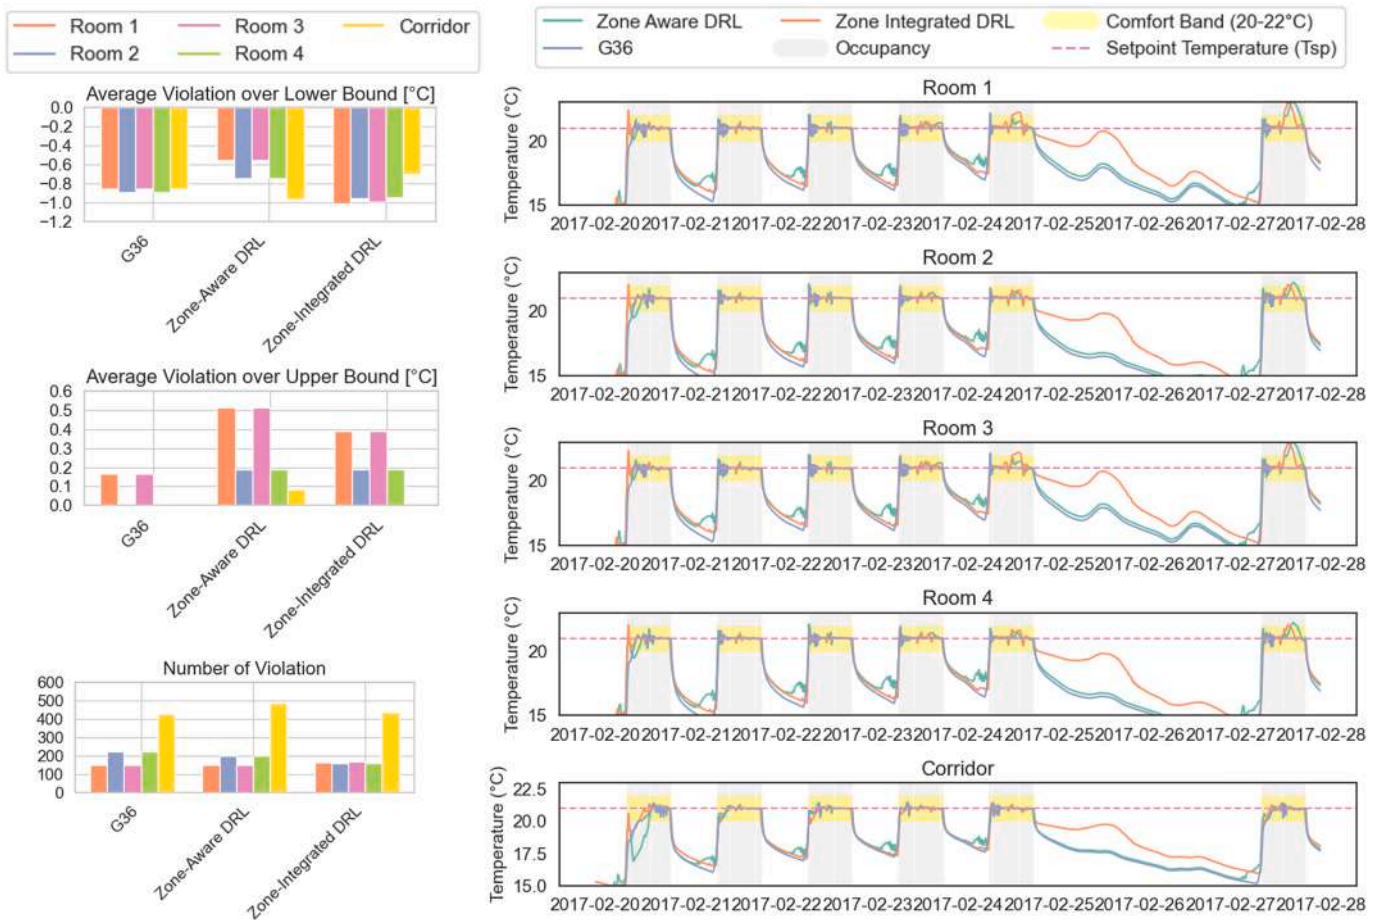 Room 1
Room 3
Corridor
Room 2
Room 4
Average Violation over Lower Bound [°C]
0.0
−0.2
−0.4
−0.6
−0.8
−1.0
−1.2
G36
Zone-Aware DRL
Zone-Integrated DRL
Average Violation over Upper Bound [°C]
0.6
0.5
0.4
0.3
0.2
0.1
0.0
G36
Zone-Aware DRL
Zone-Integrated DRL
Number of Violation
600
500
400
300
200
100
0
G36
Zone-Aware DRL
Zone-Integrated DRL
Zone Aware DRL
Zone Integrated DRL
Comfort Band (20-22°C)
G36
Occupancy
Setpoint Temperature (Tsp)
Room 1
Temperature (°C)
20
15
2017-02-20 2017-02-21 2017-02-22 2017-02-23 2017-02-24 2017-02-25 2017-02-26 2017-02-27 2017-02-28
Room 2
Temperature (°C)
20
15
2017-02-20 2017-02-21 2017-02-22 2017-02-23 2017-02-24 2017-02-25 2017-02-26 2017-02-27 2017-02-28
Room 3
Temperature (°C)
20
15
2017-02-20 2017-02-21 2017-02-22 2017-02-23 2017-02-24 2017-02-25 2017-02-26 2017-02-27 2017-02-28
Room 4
Temperature (°C)
20
15
2017-02-20 2017-02-21 2017-02-22 2017-02-23 2017-02-24 2017-02-25 2017-02-26 2017-02-27 2017-02-28
Corridor
Temperature (°C)
22.5
20.0
17.5
15.0
2017-02-20 2017-02-21 2017-02-22 2017-02-23 2017-02-24 2017-02-25 2017-02-26 2017-02-27 2017-02-28